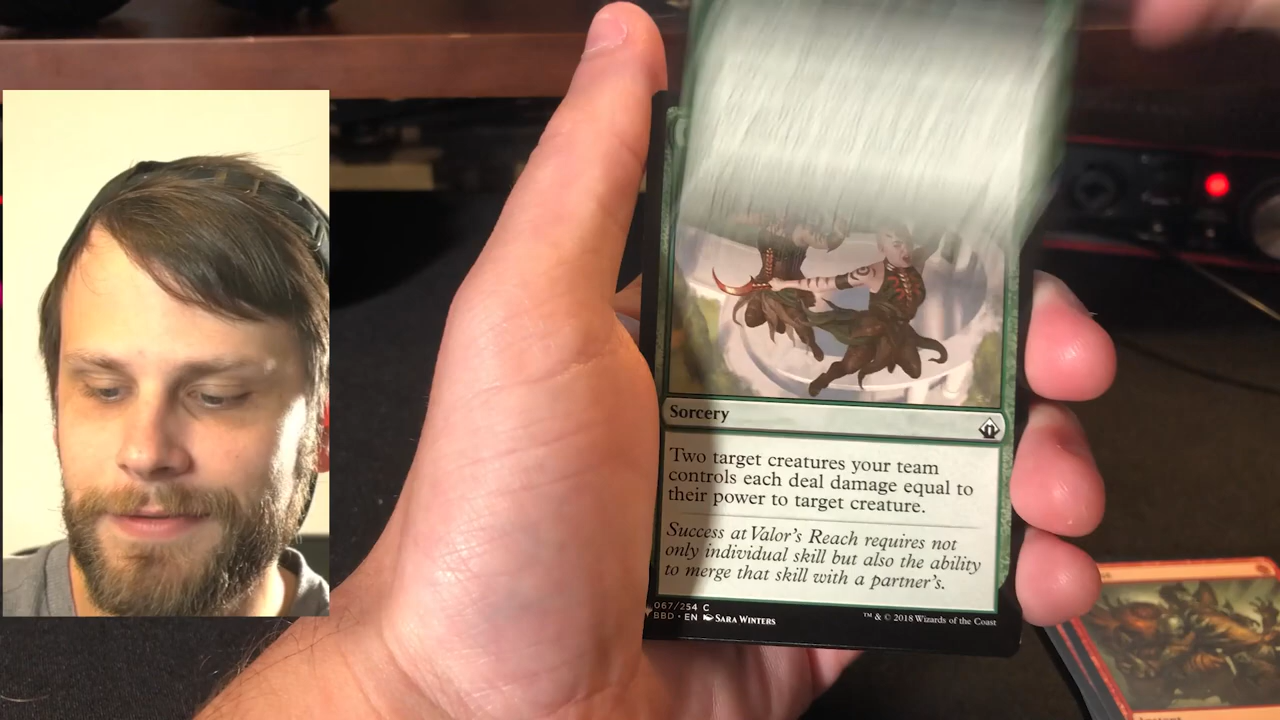 Sorcery
Two target creatures your team
controls each deal damage equal to
their power to target creature.
Success at Valor's Reach requires not
only individual skill but also the ability
to merge that skill with a partner's.
067/254 C
BBD • EN Sara Winters
™ & © 2018 Wizards of the Coast